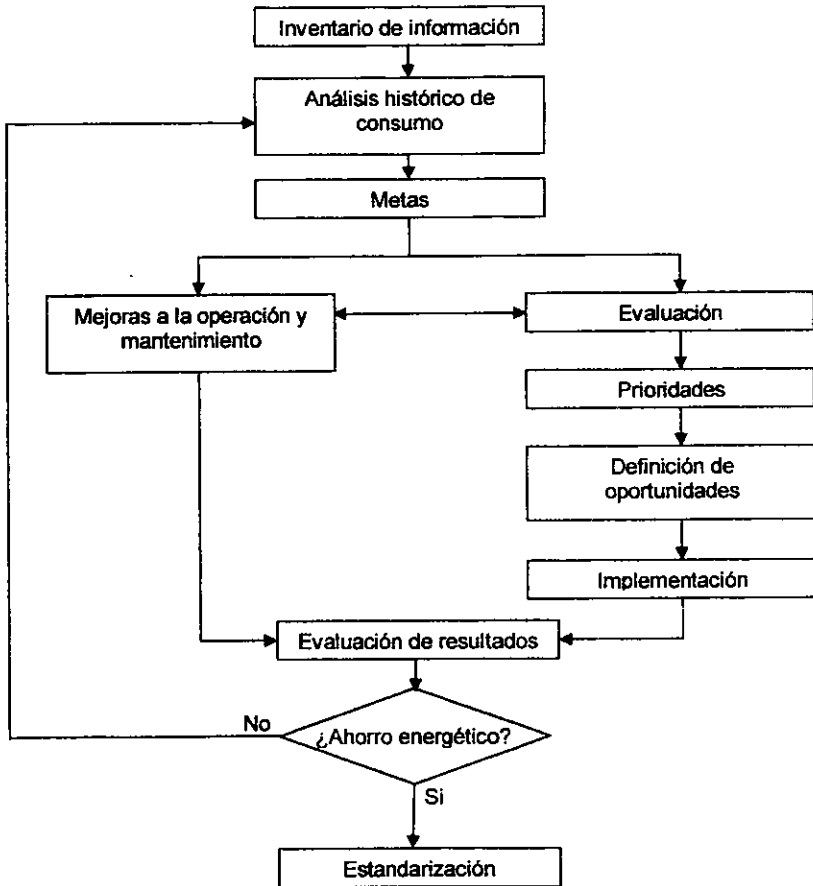 Inventario de información
Análisis histórico de
consumo
Metas
Mejoras a la operación y
mantenimiento
Evaluación
Prioridades
Definición de
oportunidades
Implementación
Evaluación de resultados
No
¿Ahorro energético?
Si
Estandarización